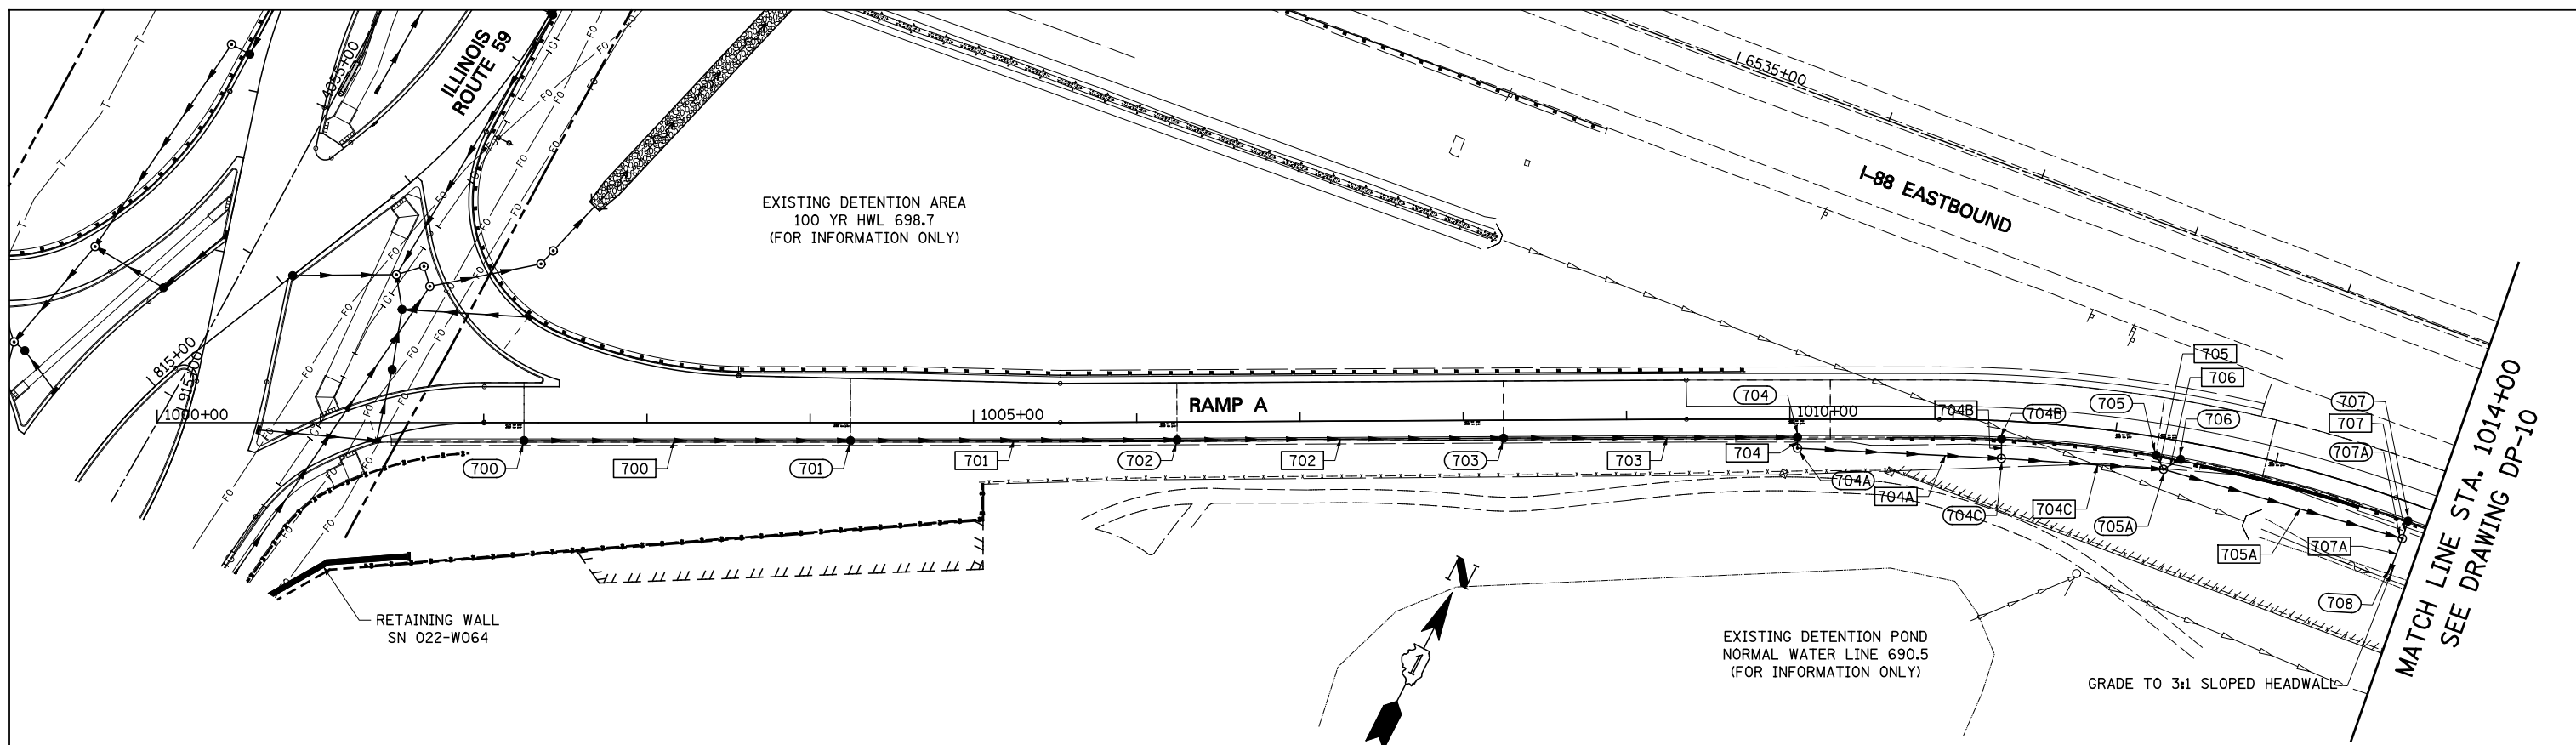 ILLINOIS
ROUTE 59
4055+00
6535+00
I-88 EASTBOUND
EXISTING DETENTION AREA
100 YR HWL 698.7
(FOR INFORMATION ONLY)
815+00
915+00
1000+00
1005+00
RAMP A
1010+00
700
700
701
701
702
702
703
703
704
704
704A
704A
704B
704B
704C
704C
705
705
705A
705A
706
706
707
707
707A
707A
708
MATCH LINE STA. 1014+00
SEE DRAWING DP-10
RETAINING WALL
SN 022-W064
N
1
EXISTING DETENTION POND
NORMAL WATER LINE 690.5
(FOR INFORMATION ONLY)
GRADE TO 3:1 SLOPED HEADWALL